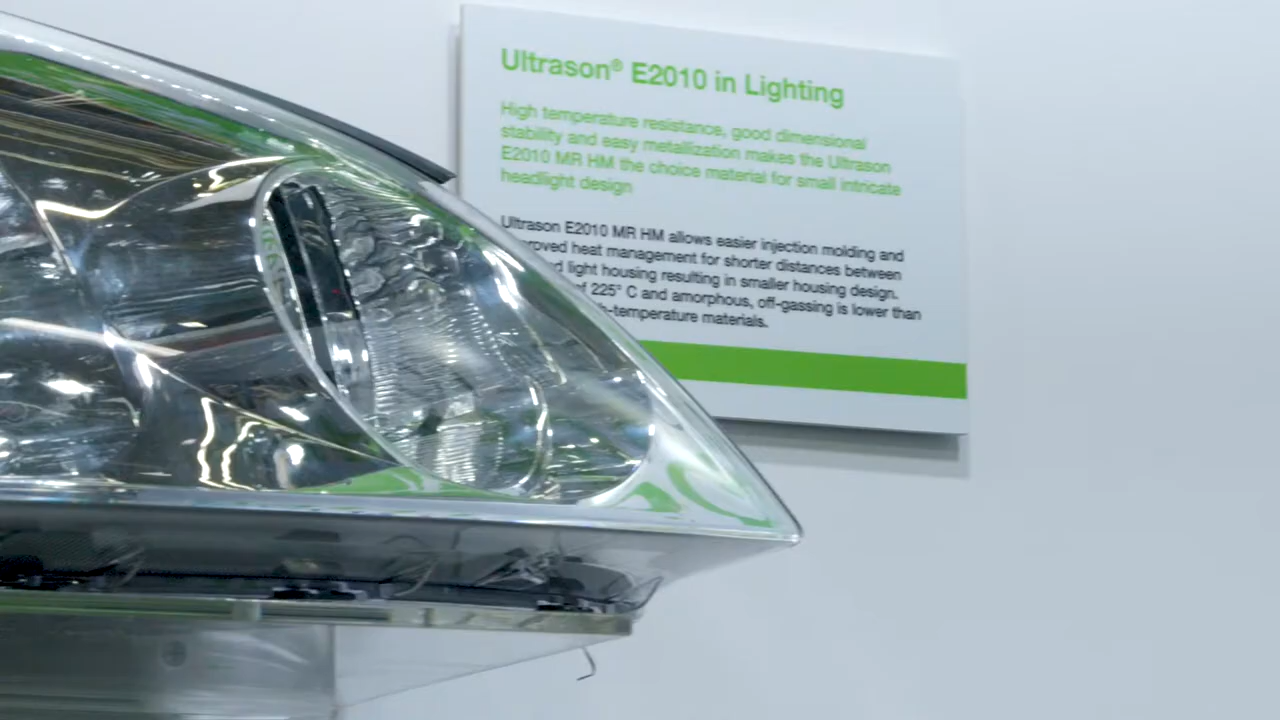 Ultrason® E2010 in Lighting
High temperature resistance, good dimensional
stability and easy metallization makes the Ultrason
E2010 MR HM the choice material for small intricate
headlight design
Ultrason E2010 MR HM allows easier injection molding and
proved heat management for shorter distances between
light housing resulting in smaller housing design.
of 225° C and amorphous, off-gassing is lower than
-temperature materials.